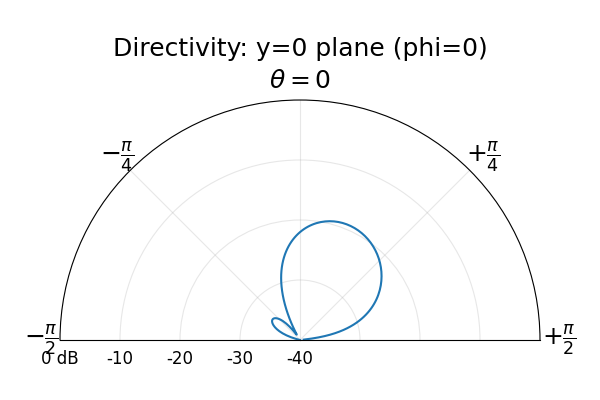 Directivity: y=0 plane (phi=0)
θ = 0
−π/4
+π/4
−π/2
+π/2
0 dB
-10
-20
-30
-40